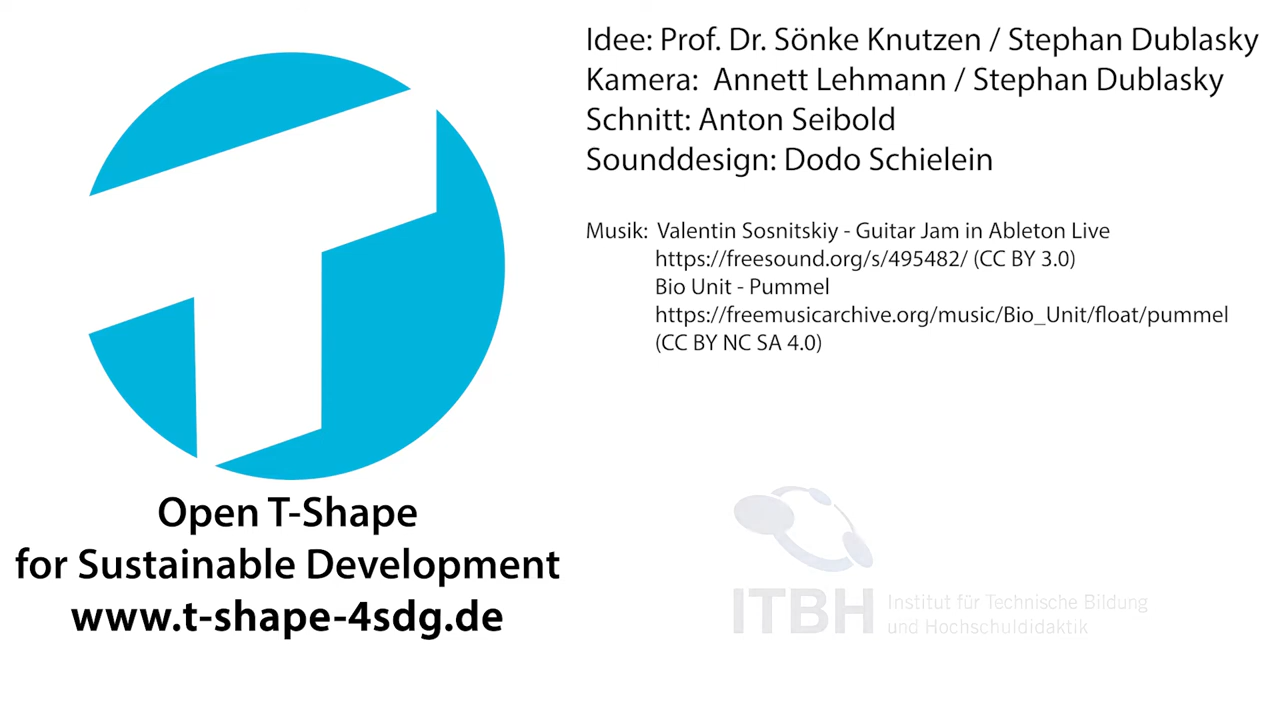 Idee: Prof. Dr. Sönke Knutzen / Stephan Dublasky
Kamera: Annett Lehmann / Stephan Dublasky
Schnitt: Anton Seibold
Sounddesign: Dodo Schielein
Musik: Valentin Sosnitskiy - Guitar Jam in Ableton Live
https://freesound.org/s/495482/ (CC BY 3.0)
Bio Unit - Pummel
https://freemusicarchive.org/music/Bio_Unit/float/pummel
(CC BY NC SA 4.0)
Open T-Shape
for Sustainable Development
www.t-shape-4sdg.de
ITBH
Institut für Technische Bildung
und Hochschuldidaktik